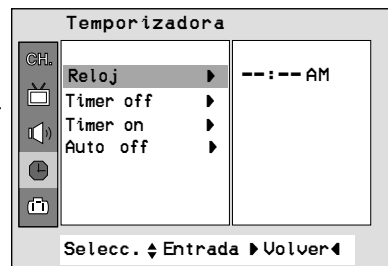 Temporizadora
CH.
Reloj --:-- AM
Timer off
Timer on
Auto off
Selecc. Entrada Volver